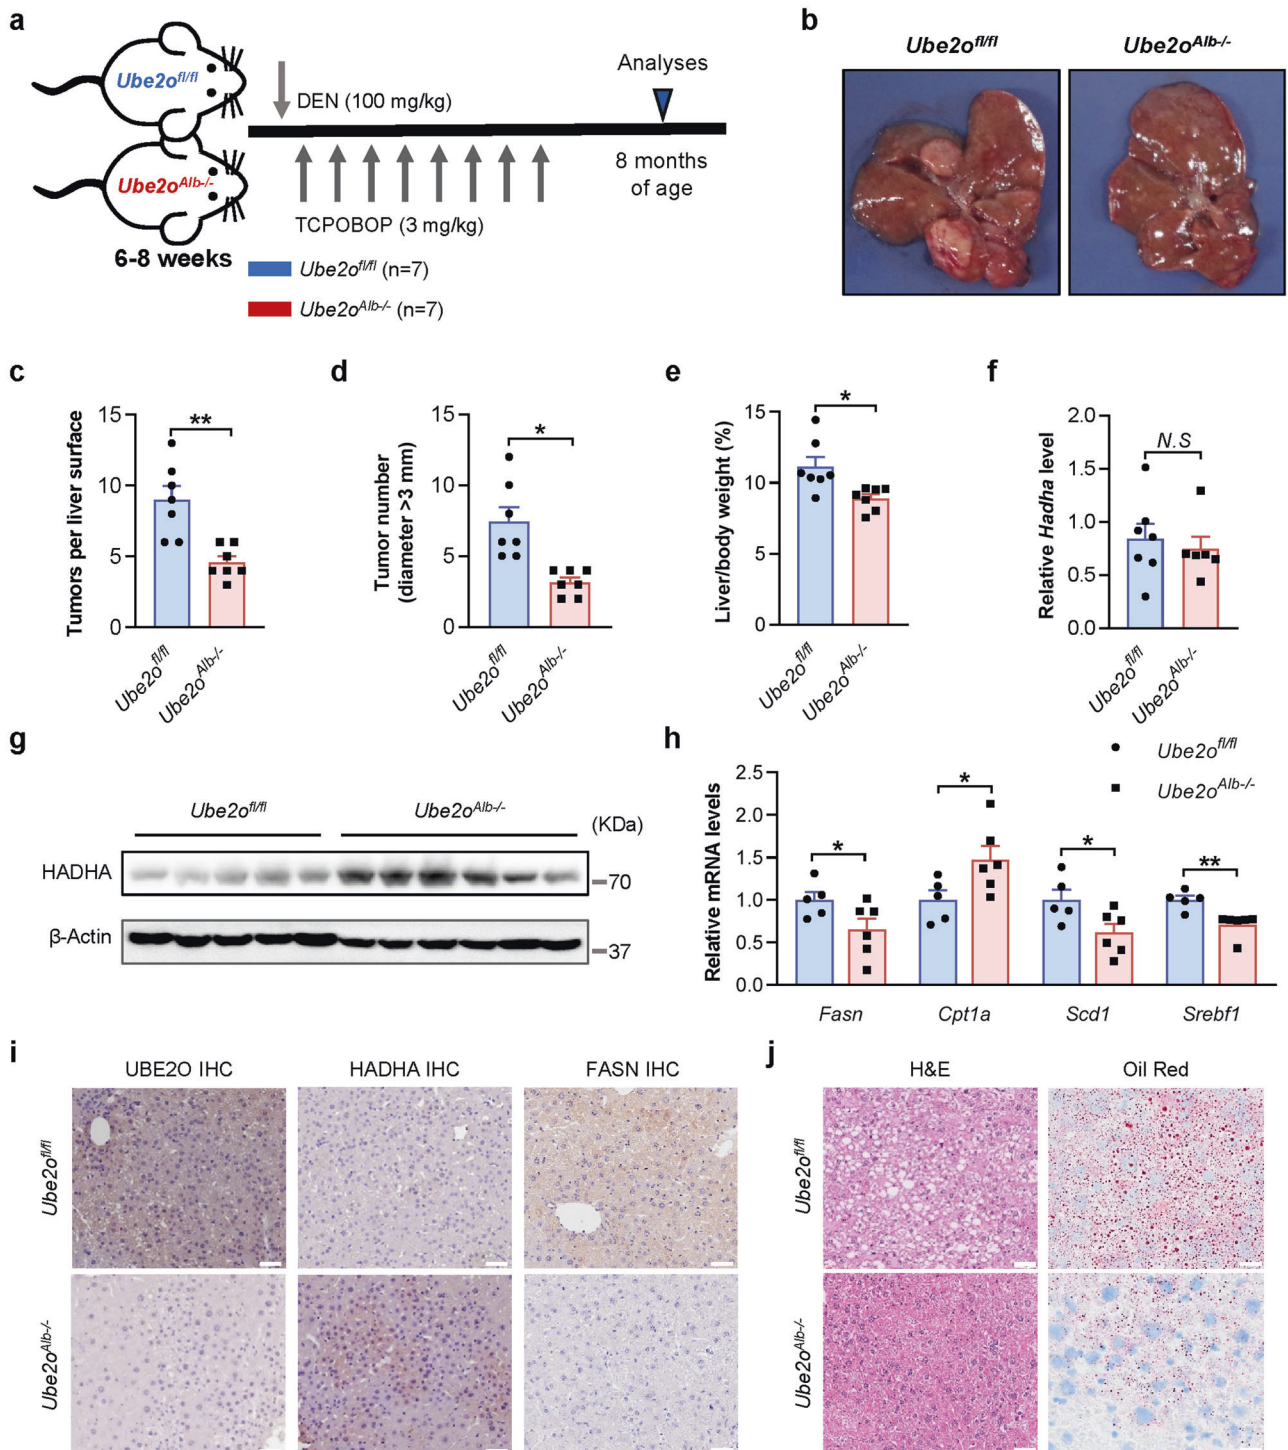 a
Ube2o^fl/fl
Ube2o^Alb-/-
6-8 weeks
DEN (100 mg/kg)
TCPOBOP (3 mg/kg)
Analyses
8 months
of age
Ube2o^fl/fl (n=7)
Ube2o^Alb-/- (n=7)
b
Ube2o^fl/fl
Ube2o^Alb-/-
c
Tumors per liver surface
15
10
5
0
**
Ube2o^fl/fl
Ube2o^Alb-/-
d
Tumor number
(diameter >3 mm)
15
10
5
0
*
Ube2o^fl/fl
Ube2o^Alb-/-
e
Liver/body weight (%)
15
10
5
0
*
Ube2o^fl/fl
Ube2o^Alb-/-
f
Relative Hadha level
2.0
1.5
1.0
0.5
0.0
N.S
Ube2o^fl/fl
Ube2o^Alb-/-
g
Ube2o^fl/fl
Ube2o^Alb-/-
(KDa)
HADHA
70
β-Actin
37
h
Ube2o^fl/fl
Ube2o^Alb-/-
Relative mRNA levels
2.5
2.0
1.5
1.0
0.5
0.0
*
*
*
**
Fasn
Cpt1a
Scd1
Srebf1
i
UBE2O IHC
HADHA IHC
FASN IHC
Ube2o^fl/fl
Ube2o^Alb-/-
j
H&E
Oil Red
Ube2o^fl/fl
Ube2o^Alb-/-